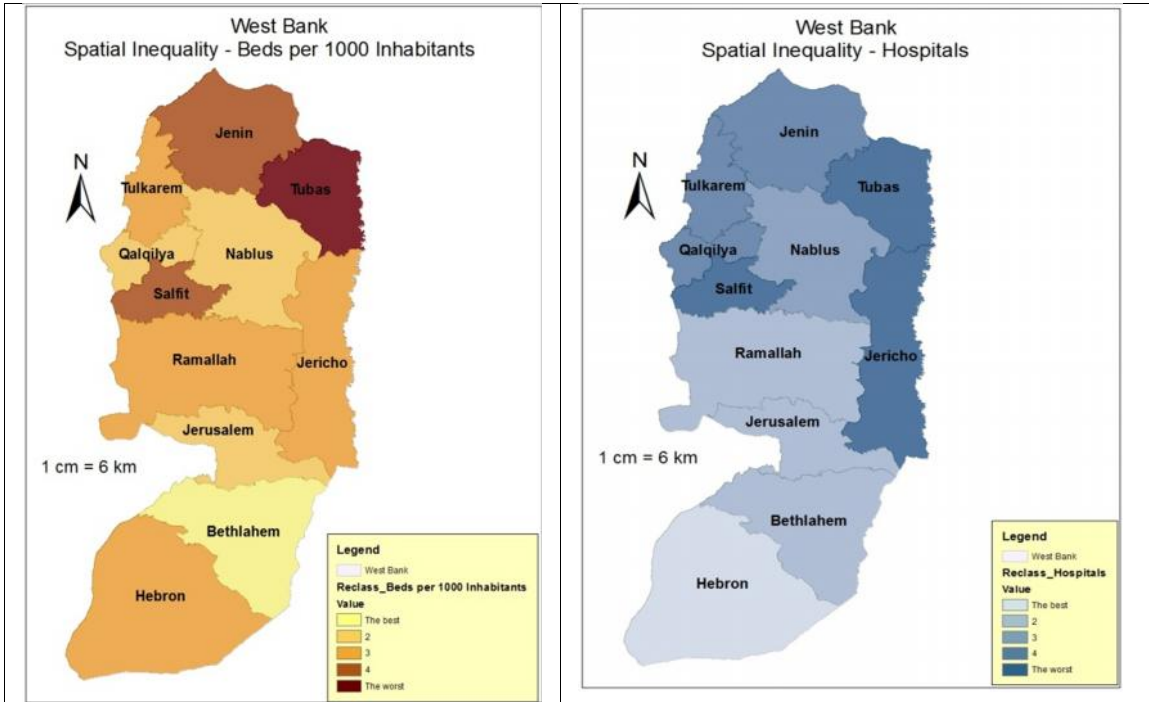 West Bank
Spatial Inequality - Beds per 1000 Inhabitants
Jenin
N
Tulkarem
Tubas
Qalqilya
Nablus
Salfit
Ramallah
Jericho
Jerusalem
1 cm = 6 km
Bethlahem
Hebron
Legend
West Bank
Reclass_Beds per 1000 Inhabitants
Value
The best
2
3
4
The worst
West Bank
Spatial Inequality - Hospitals
Jenin
N
Tulkarem
Tubas
Qalqilya
Nablus
Salfit
Ramallah
Jericho
Jerusalem
1 cm = 6 km
Bethlahem
Hebron
Legend
West Bank
Reclass_Hospitals
Value
The best
2
3
4
The worst